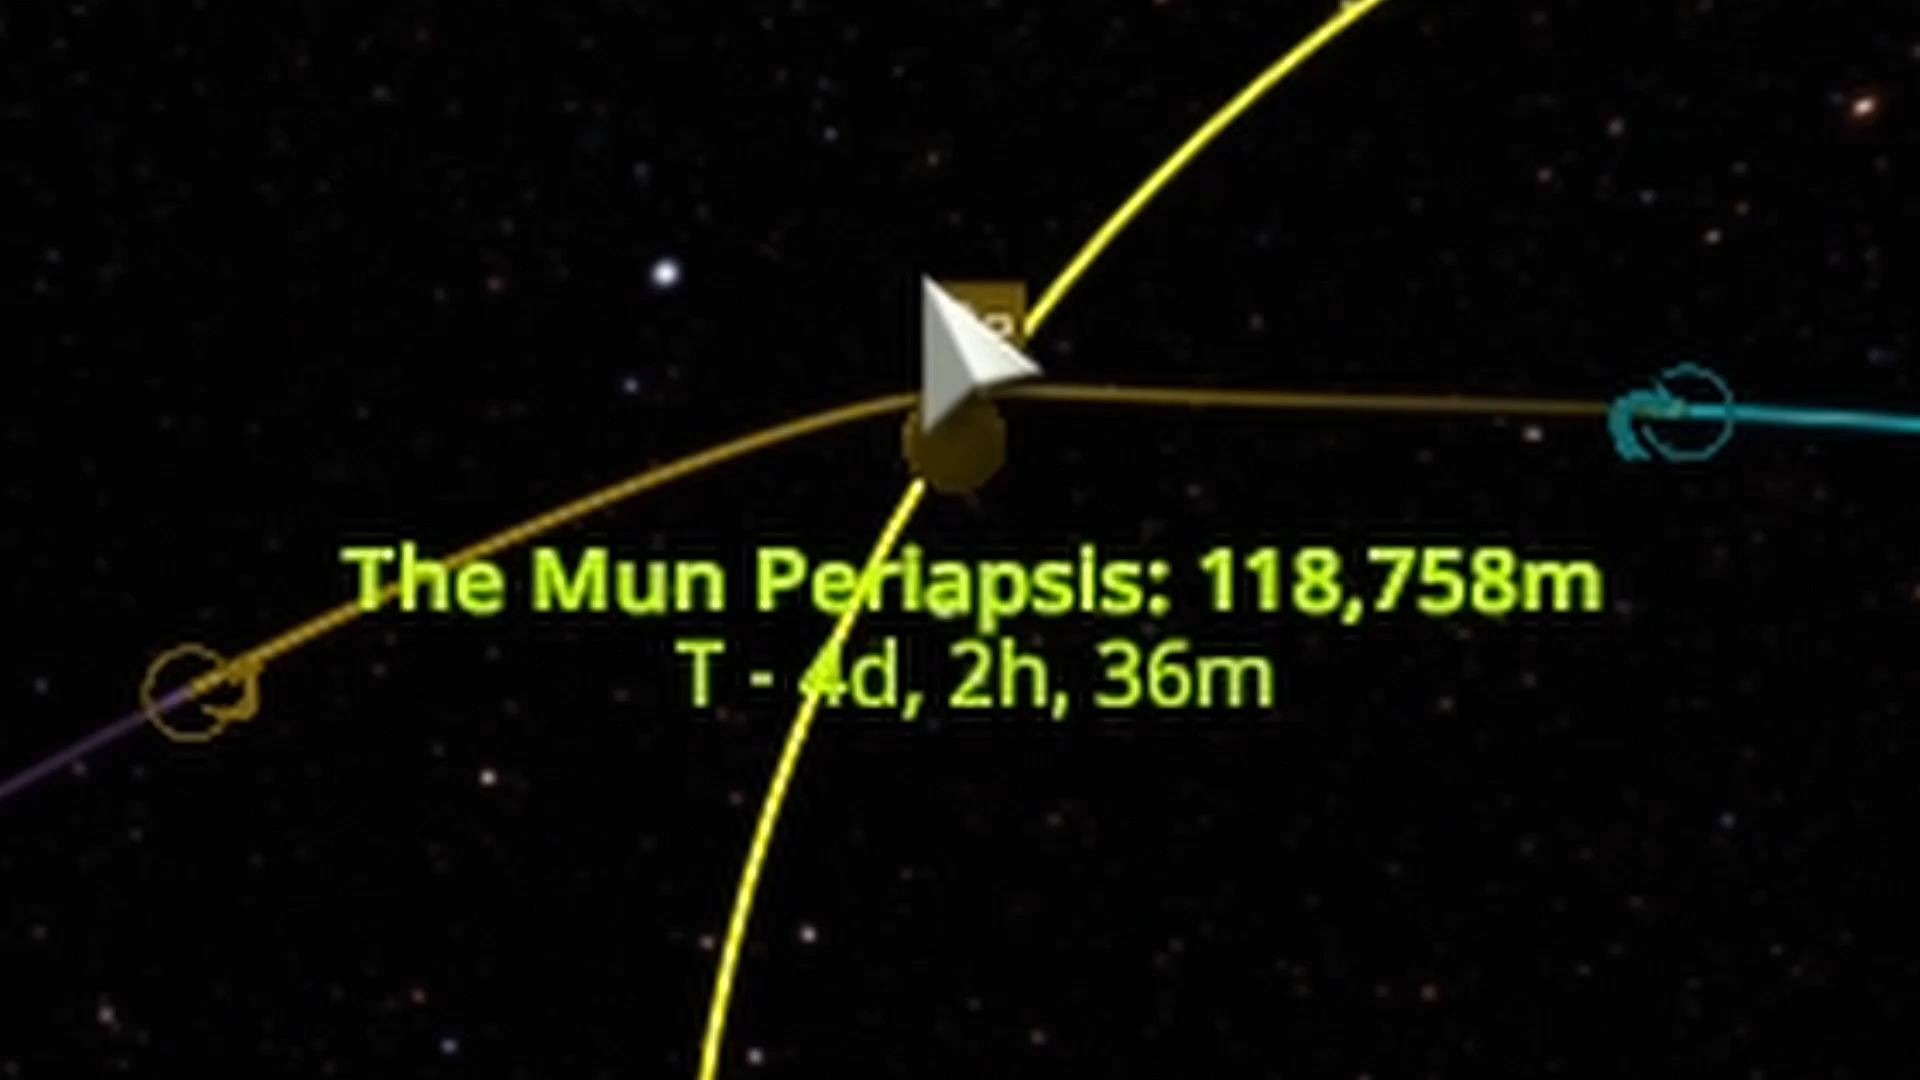 The Mun Periapsis: 118,758m
T - 4d, 2h, 36m